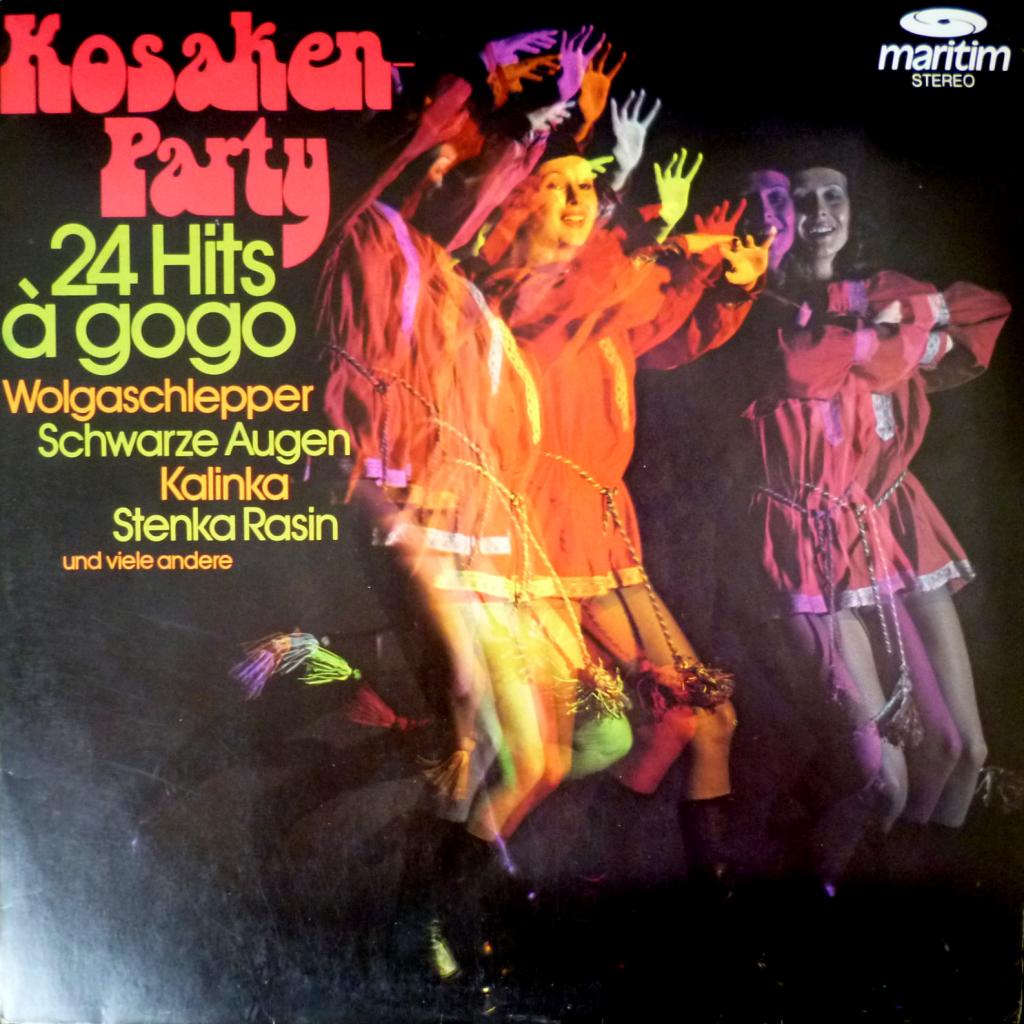 Kosaken-
Party
24 Hits
à gogo
Wolgaschlepper
Schwarze Augen
Kalinka
Stenka Rasin
und viele andere
maritim
STEREO